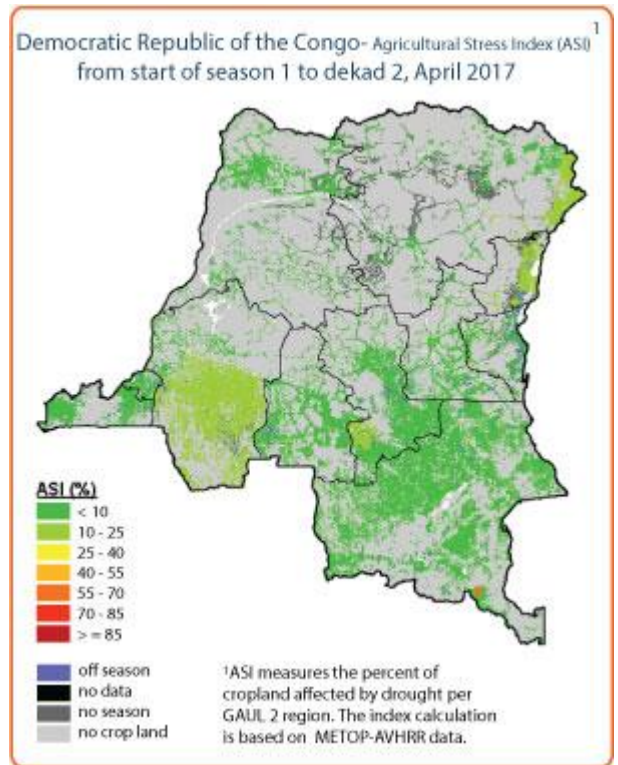 Democratic Republic of the Congo- Agricultural Stress Index (ASI)¹
from start of season 1 to dekad 2, April 2017
ASI (%)
< 10
10 - 25
25 - 40
40 - 55
55 - 70
70 - 85
> = 85
off season
no data
no season
no crop land
¹ASI measures the percent of
cropland affected by drought per
GAUL 2 region. The index calculation
is based on METOP-AVHRR data.